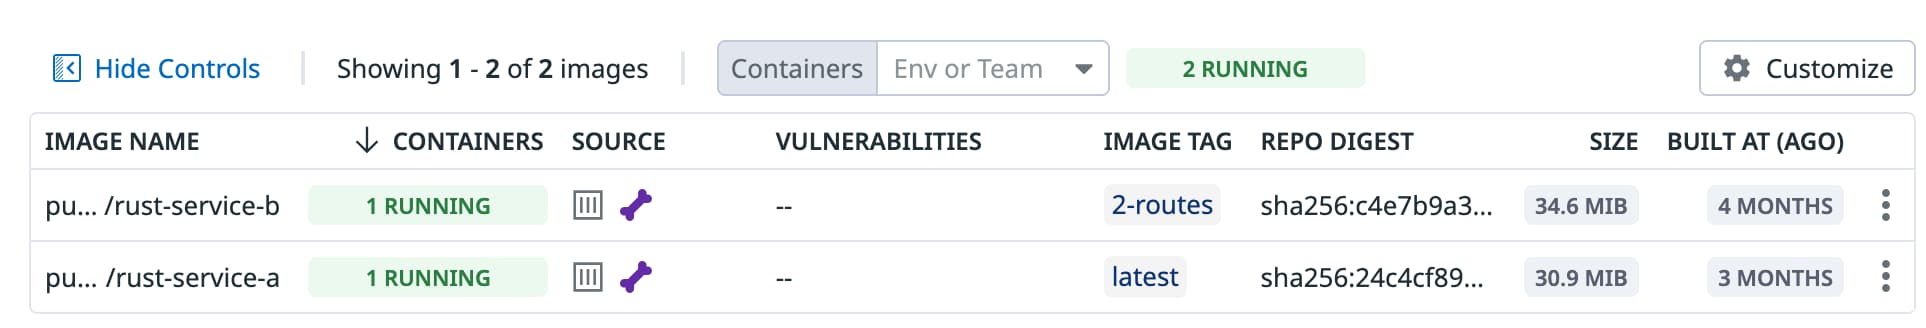 Hide Controls Showing 1 - 2 of 2 images Containers Env or Team 2 RUNNING Customize
IMAGE NAME CONTAINERS SOURCE VULNERABILITIES IMAGE TAG REPO DIGEST SIZE BUILT AT (AGO)
pu... /rust-service-b 1 RUNNING -- 2-routes sha256:c4e7b9a3... 34.6 MIB 4 MONTHS
pu... /rust-service-a 1 RUNNING -- latest sha256:24c4cf89... 30.9 MIB 3 MONTHS